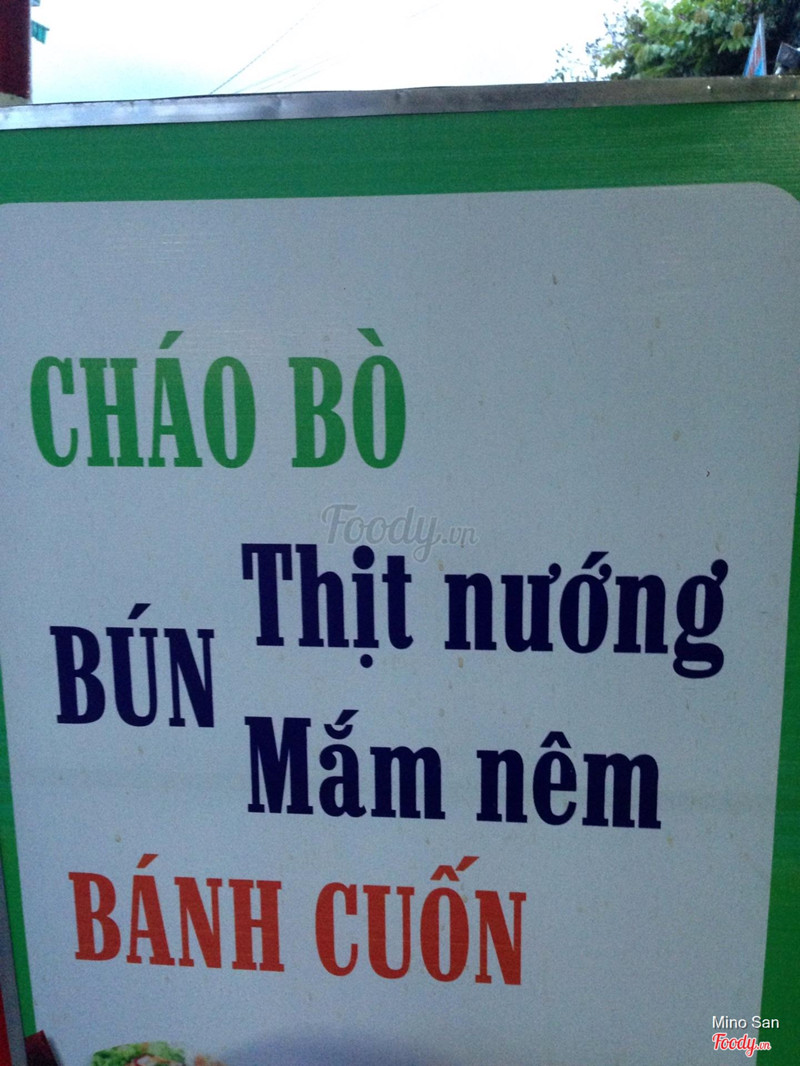 CHÁO BÒ
Foody.vn
Thịt nướng
BÚN
Mắm nêm
BÁNH CUỐN
Mino San
Foody.vn